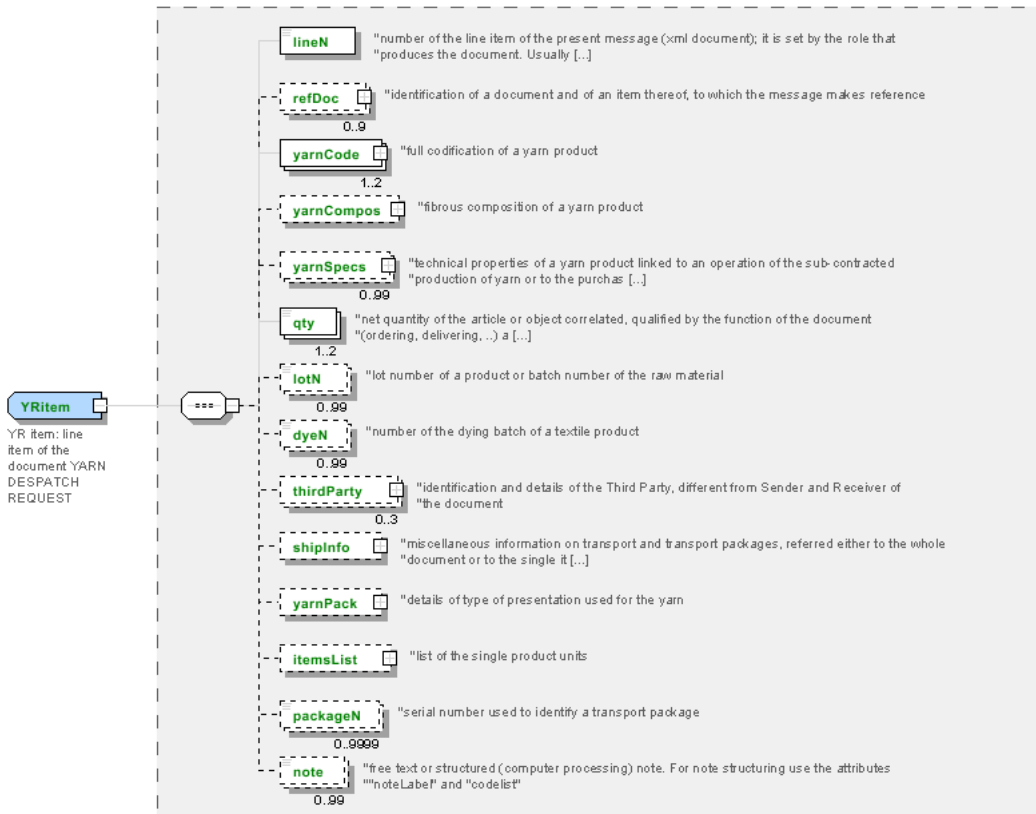 lineN
"number of the line item of the present message (xml document); it is set by the role that
"produces the document. Usually [...]
refDoc
"identification of a document and of an item thereof, to which the message makes reference
0..9
yarnCode
"full codification of a yarn product
1..2
yarnCompos
"fibrous composition of a yarn product
yarnSpecs
"technical properties of a yarn product linked to an operation of the sub-contracted
"production of yarn or to the purchas [...]
0..99
qty
"net quantity of the article or object correlated, qualified by the function of the document
"(ordering, delivering, ..) a [...]
1..2
lotN
"lot number of a product or batch number of the raw material
0..99
YRitem
YR item: line
item of the
document YARN
DESPATCH
REQUEST
dyeN
"number of the dying batch of a textile product
0..99
thirdParty
"identification and details of the Third Party, different from Sender and Receiver of
"the document
0..3
shipInfo
"miscellaneous information on transport and transport packages, referred either to the whole
"document or to the single it [...]
yarnPack
"details of type of presentation used for the yarn
itemsList
"list of the single product units
packageN
"serial number used to identify a transport package
0..9999
note
"free text or structured (computer processing) note. For note structuring use the attributes
""noteLabel" and "codelist"
0..99